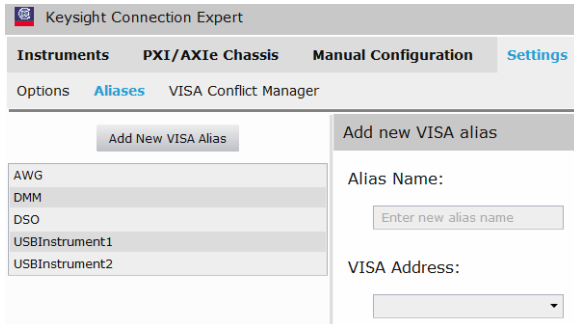 Keysight Connection Expert
Instruments PXI/AXIe Chassis Manual Configuration Settings
Options Aliases VISA Conflict Manager
Add New VISA Alias
AWG
DMM
DSO
USBInstrument1
USBInstrument2
Add new VISA alias
Alias Name:
Enter new alias name
VISA Address: